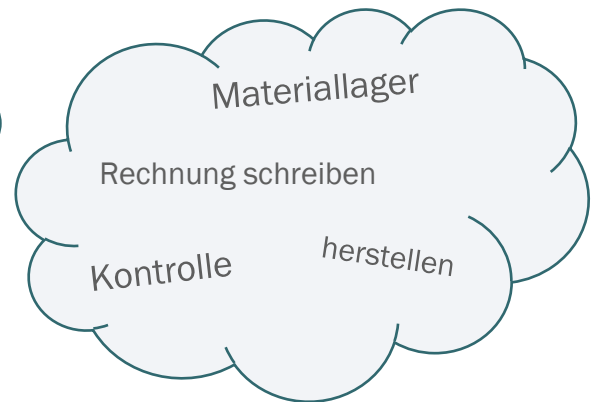 Materiallager
Rechnung schreiben
Kontrolle
herstellen